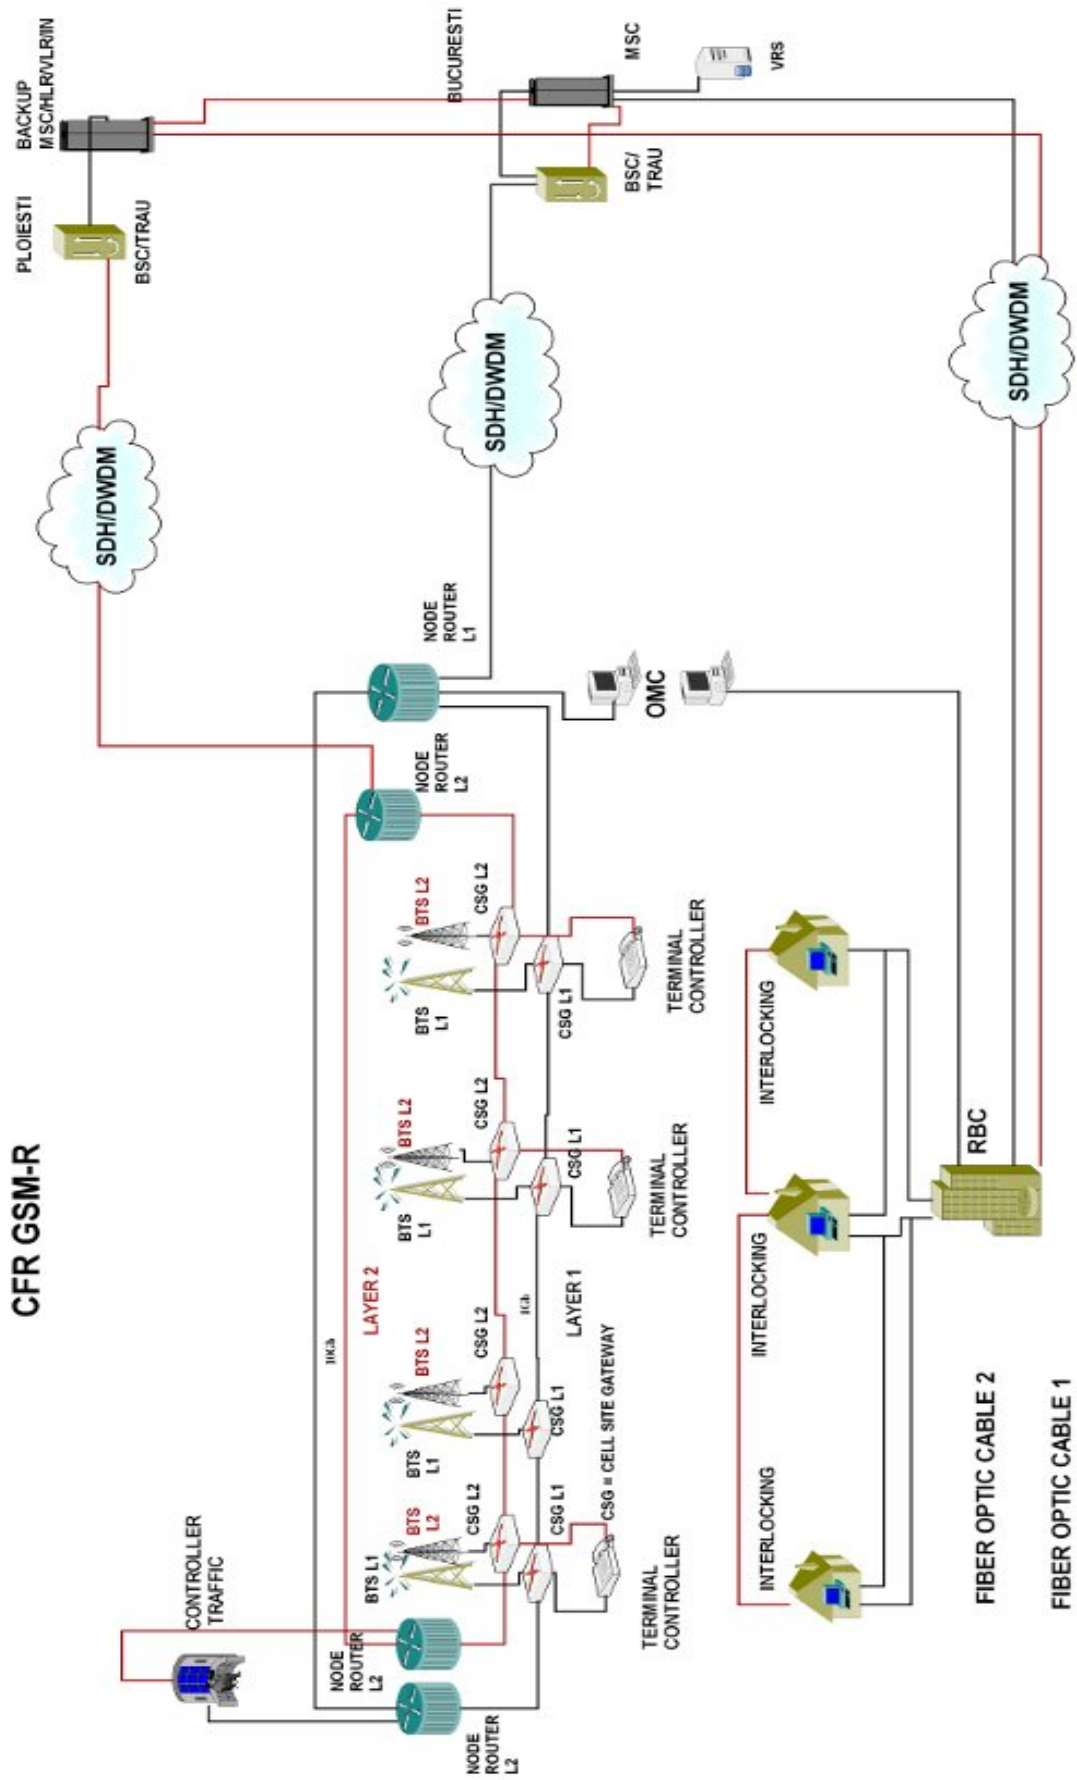 CFR GSM-R
CONTROLLER
TRAFFIC
NODE
ROUTER
L2
NODE
ROUTER
L2
10Gb
LAYER 2
BTS L1
BTS
L2
CSG L2
CSG L1
BTS
L1
BTS L2
CSG L2
CSG L1
BTS
L1
BTS L2
CSG L2
CSG L1
BTS
L1
BTS L2
CSG L2
CSG L1
1Gb
LAYER 1
CSG = CELL SITE GATEWAY
TERMINAL
CONTROLLER
TERMINAL
CONTROLLER
TERMINAL
CONTROLLER
NODE
ROUTER
L2
NODE
ROUTER
L1
OMC
SDH/DWDM
SDH/DWDM
SDH/DWDM
PLOIESTI
BSC/TRAU
BACKUP
MSC/HLR/VLR/IN
BUCURESTI
BSC/
TRAU
MSC
VRS
INTERLOCKING
INTERLOCKING
INTERLOCKING
RBC
FIBER OPTIC CABLE 2
FIBER OPTIC CABLE 1